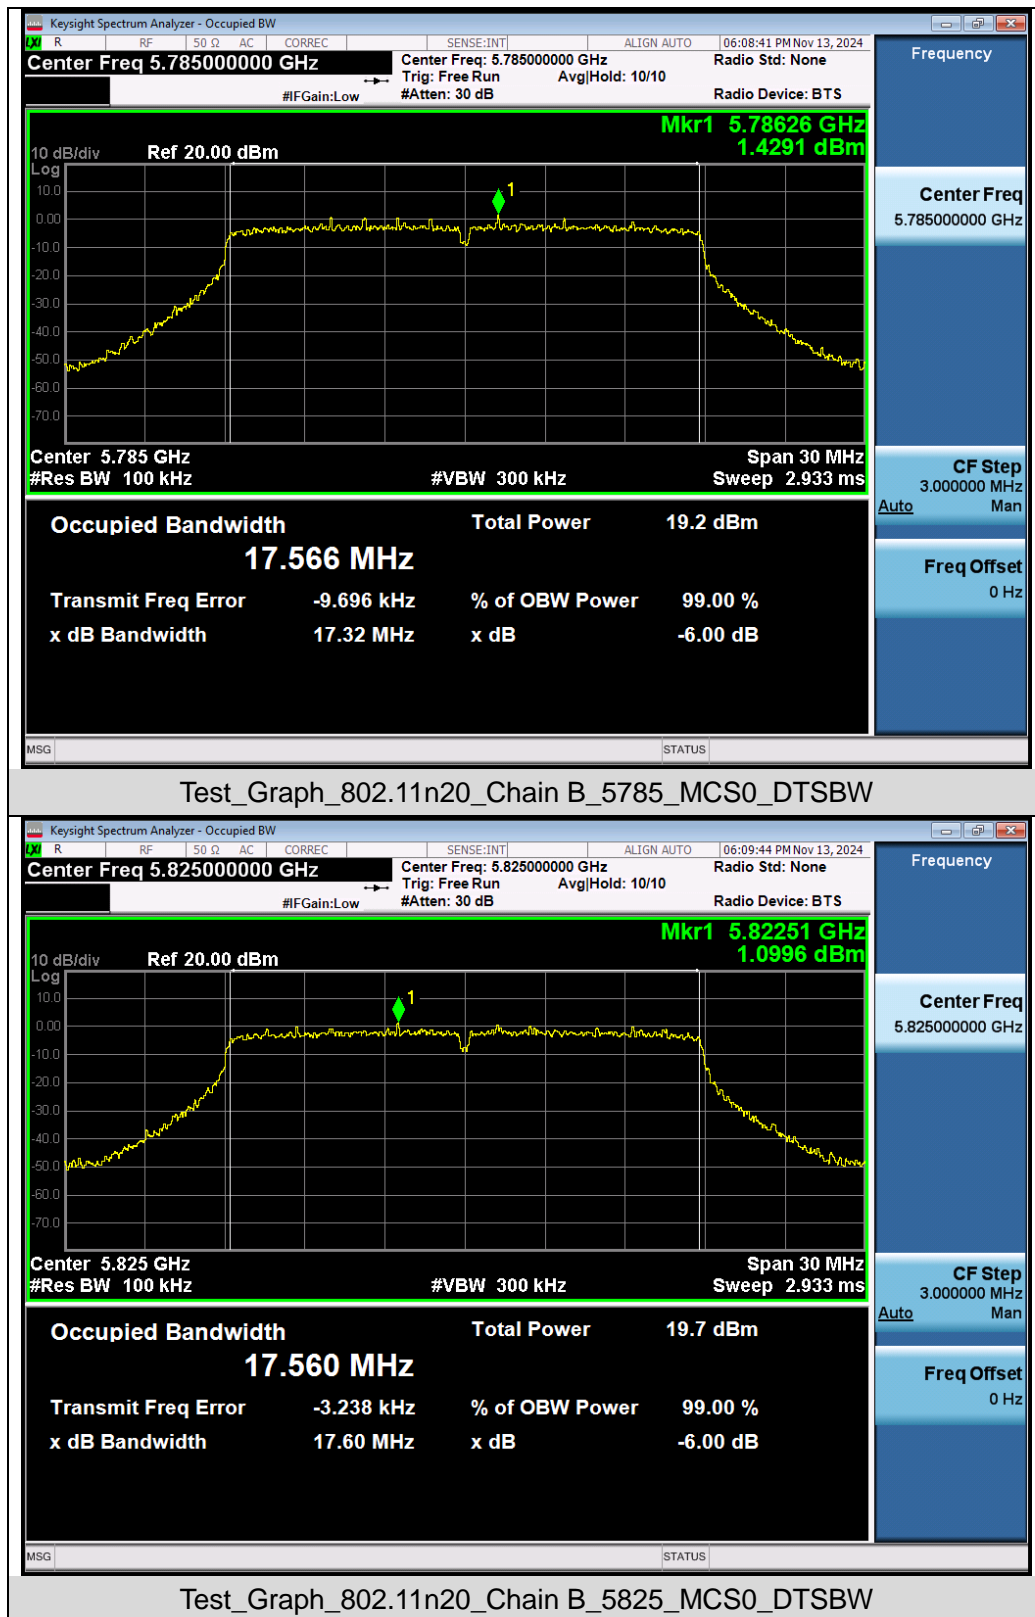 Keysight Spectrum Analyzer - Occupied BW
LXI R RF 50 Ω AC CORREC SENSE:INT ALIGN AUTO 06:08:41 PM Nov 13, 2024
Center Freq 5.785000000 GHz
Center Freq: 5.785000000 GHz
Radio Std: None
Trig: Free Run Avg|Hold: 10/10
#IFGain:Low #Atten: 30 dB Radio Device: BTS
Frequency
Mkr1 5.78626 GHz
1.4291 dBm
10 dB/div Ref 20.00 dBm
Log
10.0
0.00
-10.0
-20.0
-30.0
-40.0
-50.0
-60.0
-70.0
1
Center 5.785 GHz Span 30 MHz
#Res BW 100 kHz #VBW 300 kHz Sweep 2.933 ms
Center Freq
5.785000000 GHz
CF Step
3.000000 MHz
Auto Man
Freq Offset
0 Hz
Occupied Bandwidth Total Power 19.2 dBm
17.566 MHz
Transmit Freq Error -9.696 kHz % of OBW Power 99.00 %
x dB Bandwidth 17.32 MHz x dB -6.00 dB
MSG STATUS
Test_Graph_802.11n20_Chain B_5785_MCS0_DTSBW
Keysight Spectrum Analyzer - Occupied BW
LXI R RF 50 Ω AC CORREC SENSE:INT ALIGN AUTO 06:09:44 PM Nov 13, 2024
Center Freq 5.825000000 GHz
Center Freq: 5.825000000 GHz
Radio Std: None
Trig: Free Run Avg|Hold: 10/10
#IFGain:Low #Atten: 30 dB Radio Device: BTS
Frequency
Mkr1 5.82251 GHz
1.0996 dBm
10 dB/div Ref 20.00 dBm
Log
10.0
0.00
-10.0
-20.0
-30.0
-40.0
-50.0
-60.0
-70.0
1
Center 5.825 GHz Span 30 MHz
#Res BW 100 kHz #VBW 300 kHz Sweep 2.933 ms
Center Freq
5.825000000 GHz
CF Step
3.000000 MHz
Auto Man
Freq Offset
0 Hz
Occupied Bandwidth Total Power 19.7 dBm
17.560 MHz
Transmit Freq Error -3.238 kHz % of OBW Power 99.00 %
x dB Bandwidth 17.60 MHz x dB -6.00 dB
MSG STATUS
Test_Graph_802.11n20_Chain B_5825_MCS0_DTSBW